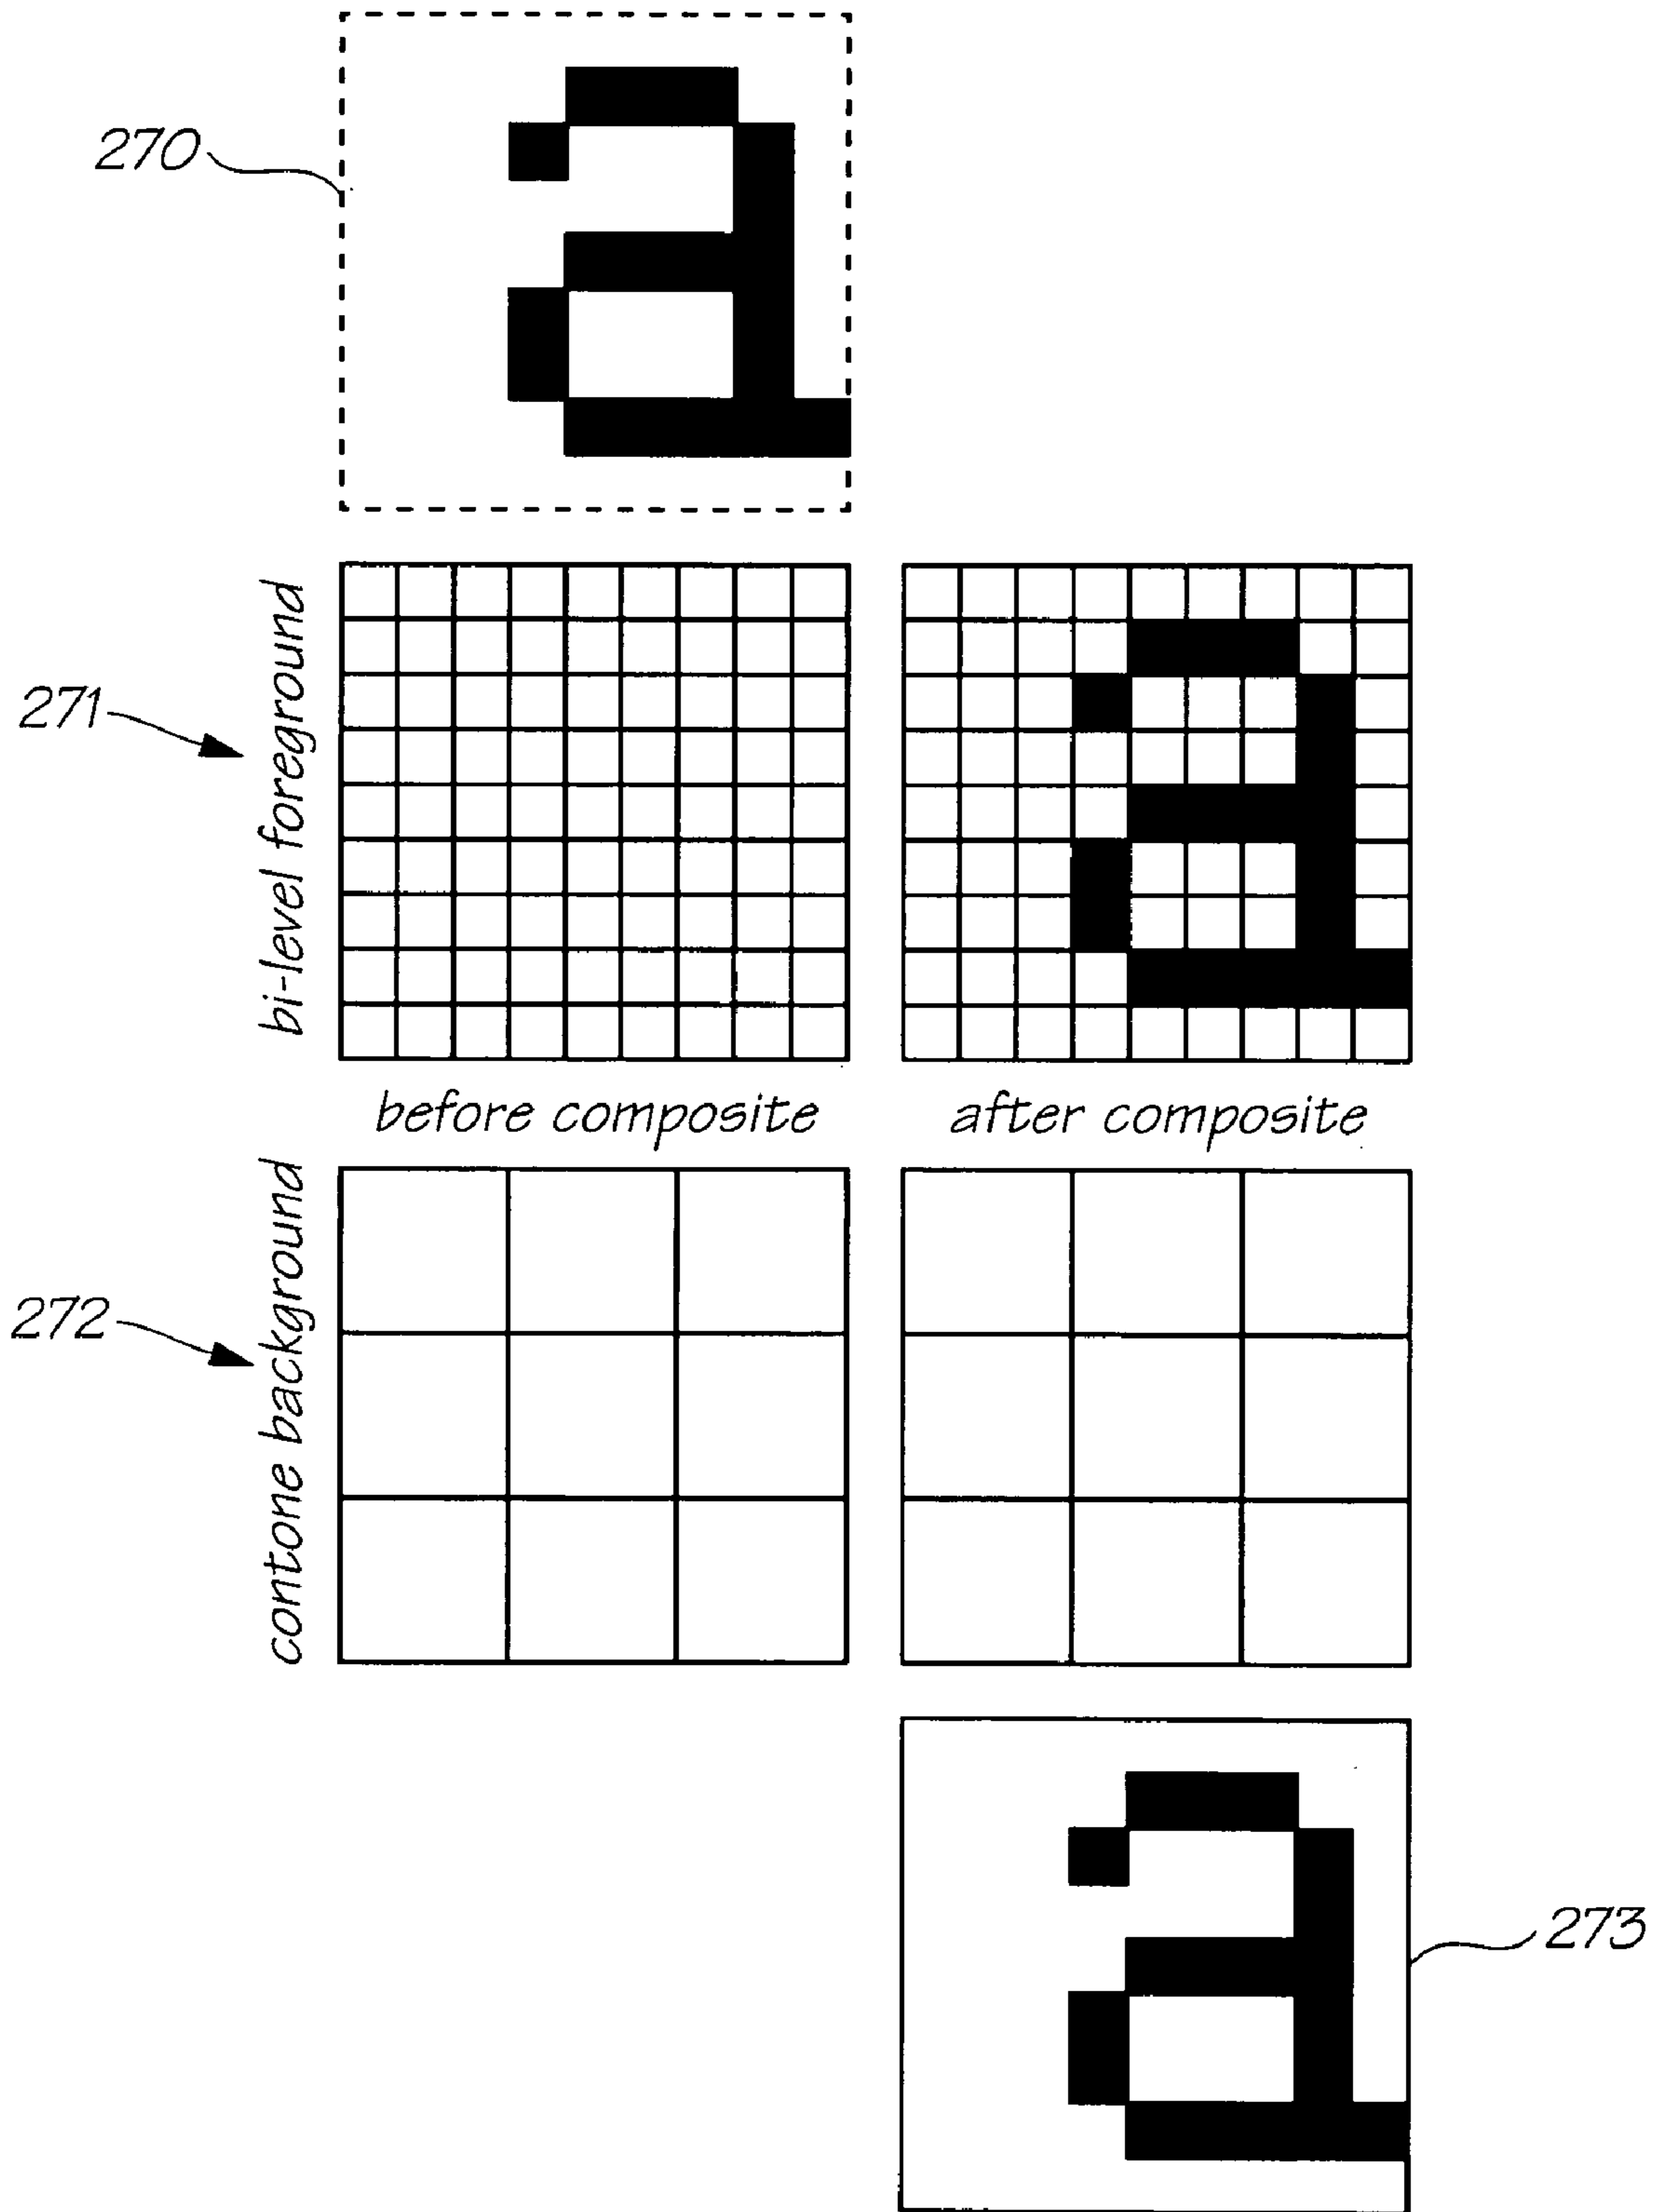 270
a
271
bi-level foreground
a
before composite
after composite
272
contone background
a
273